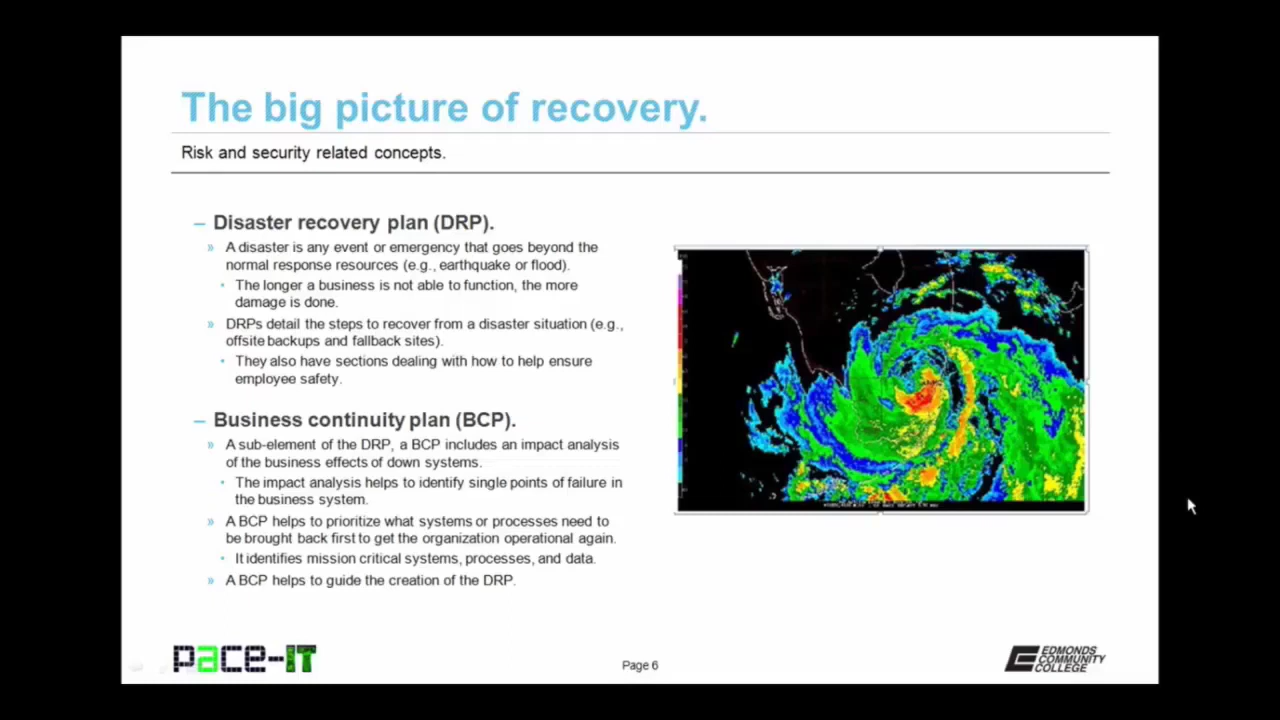 The big picture of recovery.
Risk and security related concepts.
– Disaster recovery plan (DRP).
» A disaster is any event or emergency that goes beyond the
normal response resources (e.g., earthquake or flood).
• The longer a business is not able to function, the more
damage is done.
» DRPs detail the steps to recover from a disaster situation (e.g.,
offsite backups and fallback sites).
• They also have sections dealing with how to help ensure
employee safety.
– Business continuity plan (BCP).
» A sub-element of the DRP, a BCP includes an impact analysis
of the business effects of down systems.
• The impact analysis helps to identify single points of failure in
the business system.
» A BCP helps to prioritize what systems or processes need to
be brought back first to get the organization operational again.
• It identifies mission critical systems, processes, and data.
» A BCP helps to guide the creation of the DRP.
pace-IT
Page 6
EDMONDS
COMMUNITY
COLLEGE